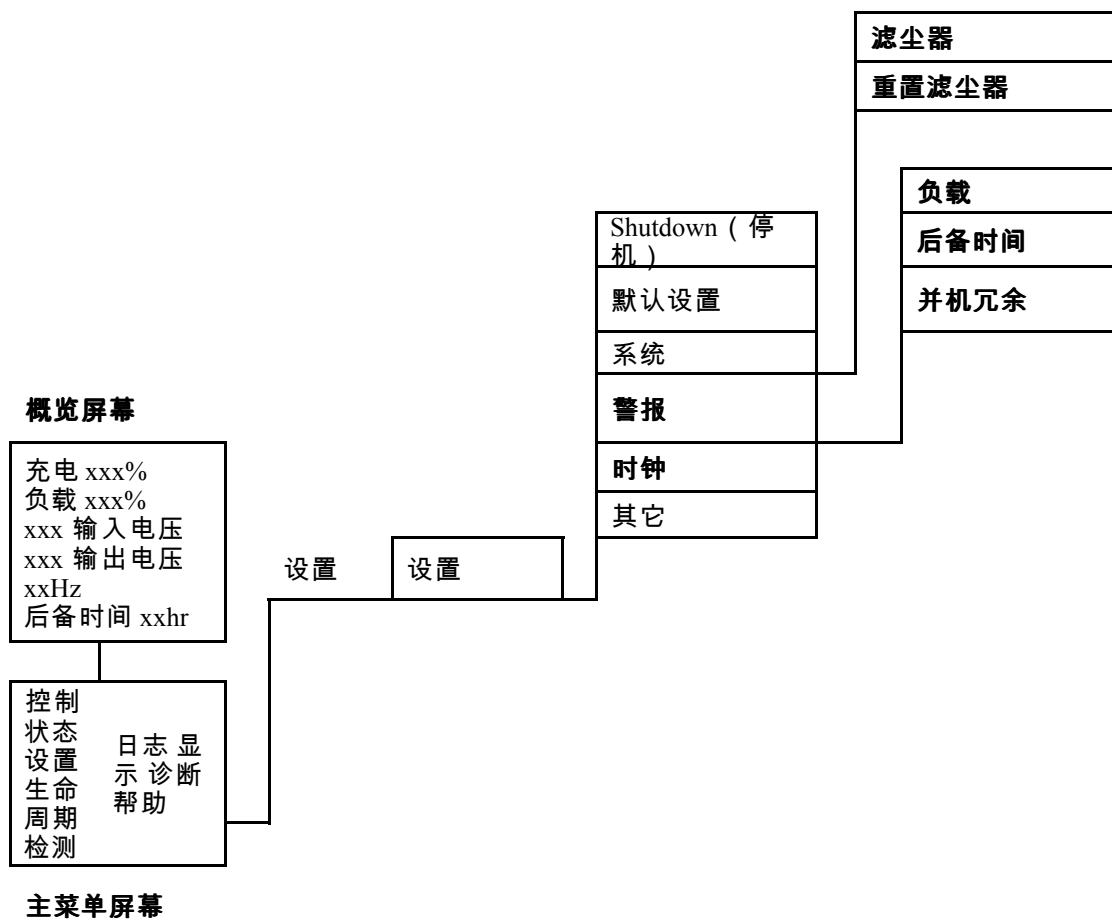 滤尘器
重置滤尘器
负载
后备时间
并机冗余
Shutdown ( 停
机 )
默认设置
系统
警报
时钟
其它
概览屏幕
充电 xxx%
负载 xxx%
xxx 输入电压
xxx 输出电压
xxHz
后备时间 xxhr
设置
设置
控制
状态
设置
生命
周期
检测
日志 显
示 诊断
帮助
主菜单屏幕